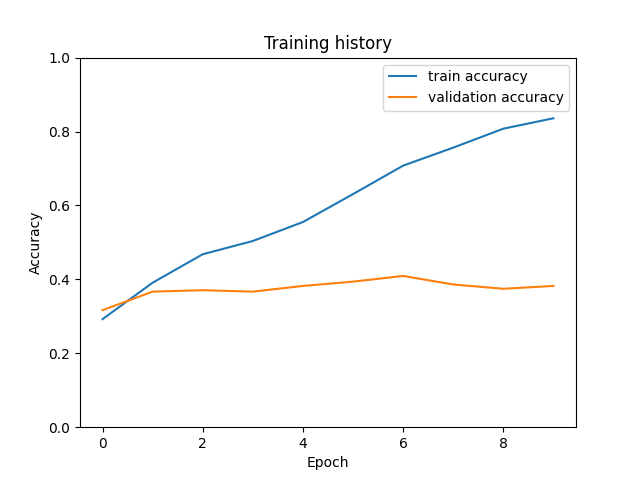 Training history
1.0
0.8
0.6
0.4
0.2
0.0
Accuracy
train accuracy
validation accuracy
0 2 4 6 8
Epoch